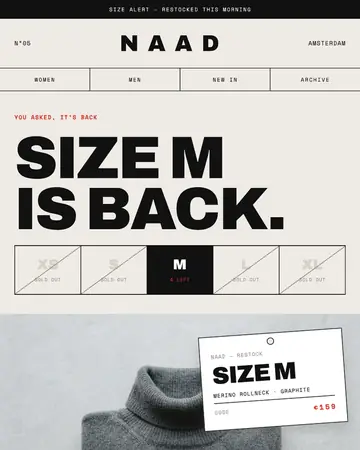 SIZE ALERT — RESTOCKED THIS MORNING
N°05
NAAD
AMSTERDAM
WOMEN
MEN
NEW IN
ARCHIVE
YOU ASKED, IT'S BACK
SIZE M
IS BACK.
XS
S
M
L
XL
SOLD OUT
SOLD OUT
LEFT
SOLD OUT
SOLD OUT
NAAD — RESTOCK
SIZE M
MERINO ROLLNECK · GRAPHITE
€159